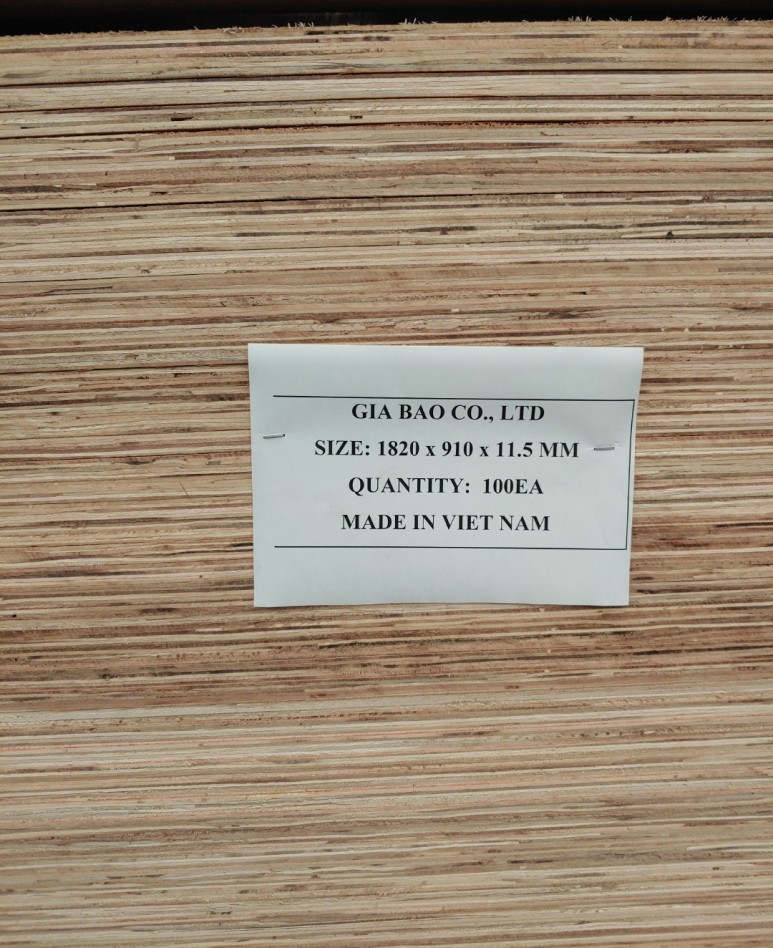 GIA BAO CO., LTD
SIZE: 1820 x 910 x 11.5 MM
QUANTITY: 100EA
MADE IN VIET NAM